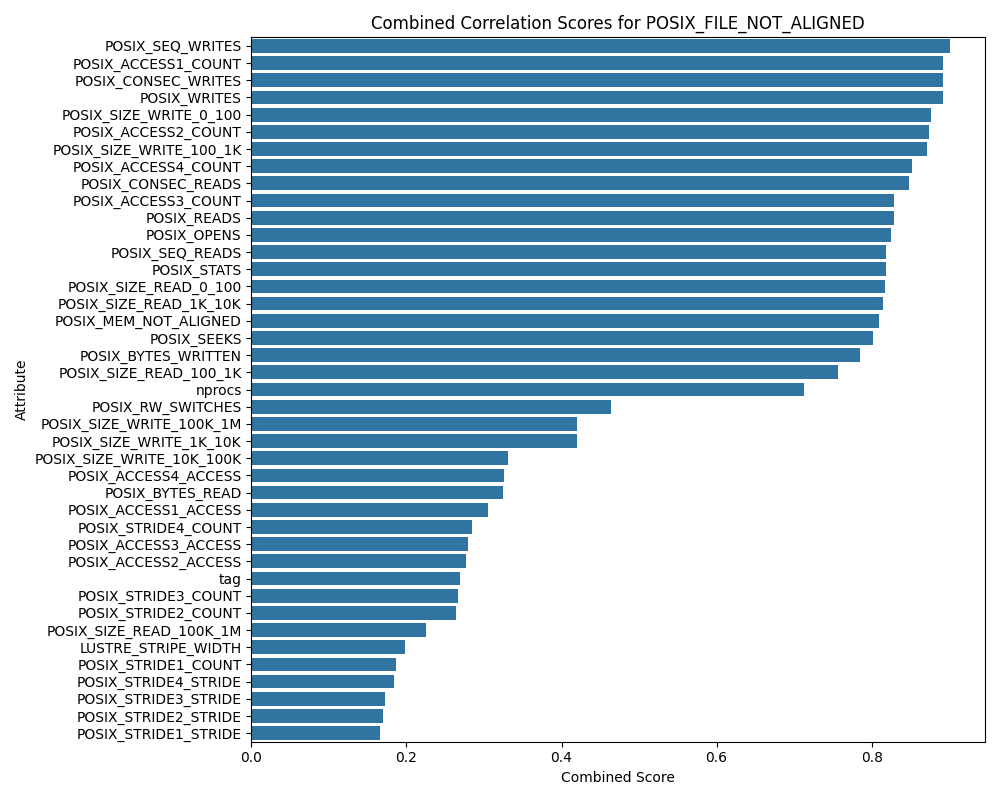 Combined Correlation Scores for POSIX_FILE_NOT_ALIGNED
POSIX_SEQ_WRITES
POSIX_ACCESS1_COUNT
POSIX_CONSEC_WRITES
POSIX_WRITES
POSIX_SIZE_WRITE_0_100
POSIX_ACCESS2_COUNT
POSIX_SIZE_WRITE_100_1K
POSIX_ACCESS4_COUNT
POSIX_CONSEC_READS
POSIX_ACCESS3_COUNT
POSIX_READS
POSIX_OPENS
POSIX_SEQ_READS
POSIX_STATS
POSIX_SIZE_READ_0_100
POSIX_SIZE_READ_1K_10K
POSIX_MEM_NOT_ALIGNED
POSIX_SEEKS
POSIX_BYTES_WRITTEN
POSIX_SIZE_READ_100_1K
nprocs
POSIX_RW_SWITCHES
POSIX_SIZE_WRITE_100K_1M
POSIX_SIZE_WRITE_1K_10K
POSIX_SIZE_WRITE_10K_100K
POSIX_ACCESS4_ACCESS
POSIX_BYTES_READ
POSIX_ACCESS1_ACCESS
POSIX_STRIDE4_COUNT
POSIX_ACCESS3_ACCESS
POSIX_ACCESS2_ACCESS
tag
POSIX_STRIDE3_COUNT
POSIX_STRIDE2_COUNT
POSIX_SIZE_READ_100K_1M
LUSTRE_STRIPE_WIDTH
POSIX_STRIDE1_COUNT
POSIX_STRIDE4_STRIDE
POSIX_STRIDE3_STRIDE
POSIX_STRIDE2_STRIDE
POSIX_STRIDE1_STRIDE
Attribute
0.0 0.2 0.4 0.6 0.8
Combined Score